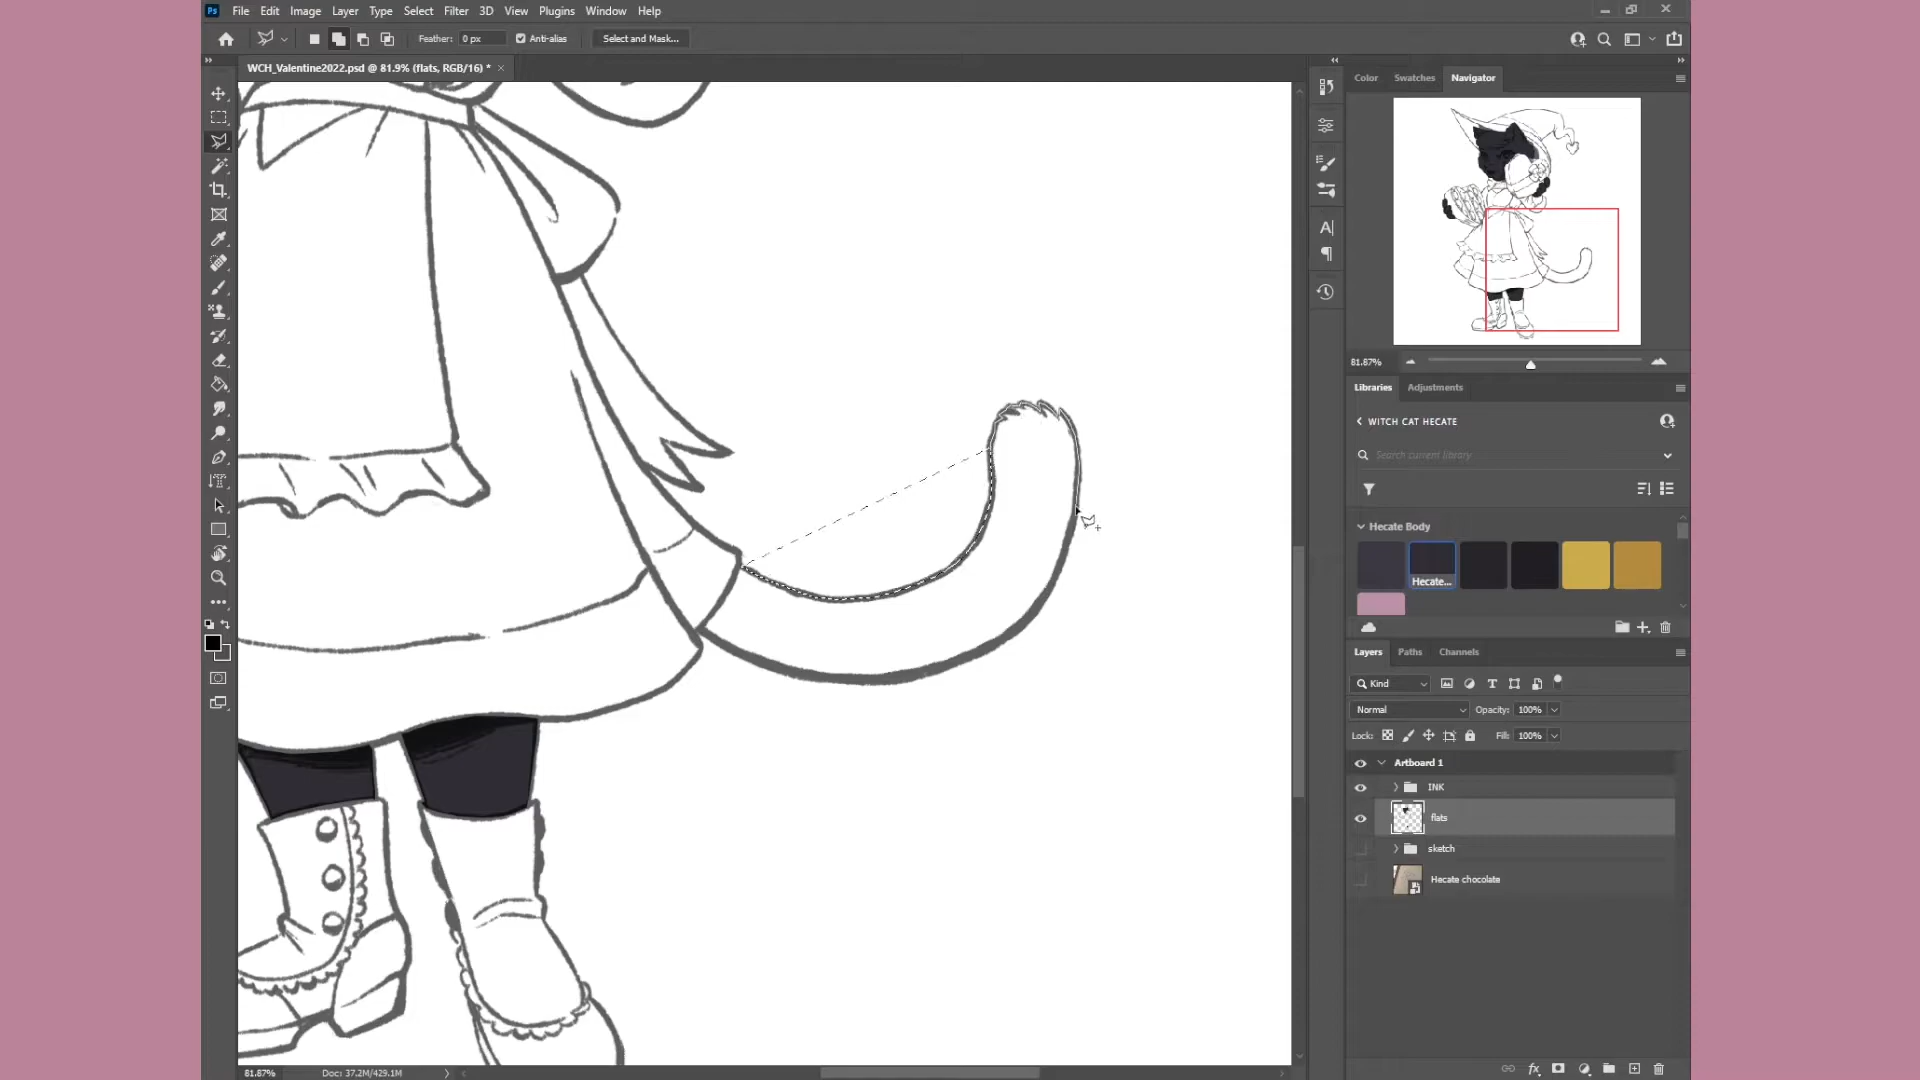 Ps File Edit Image Layer Type Select Filter 3D View Plugins Window Help
Feather: 0 px Anti-alias Select and Mask...
WCH_Valentine2022.psd @ 81.9% (flats, RGB/16) * ×
Color Swatches Navigator
81.87%
Libraries Adjustments
WITCH CAT HECATE
Search current library
Hecate Body
Hecate...
Layers Paths Channels
Kind
Normal Opacity: 100%
Lock: Fill: 100%
Artboard 1
INK
flats
sketch
Hecate chocolate
81.87% Doc: 37.2M/429.1M